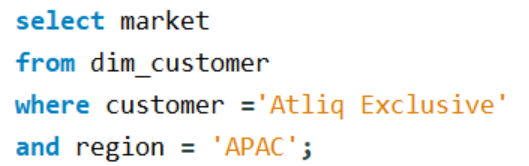 select market
from dim_customer
where customer ='Atliq Exclusive'
and region = 'APAC';